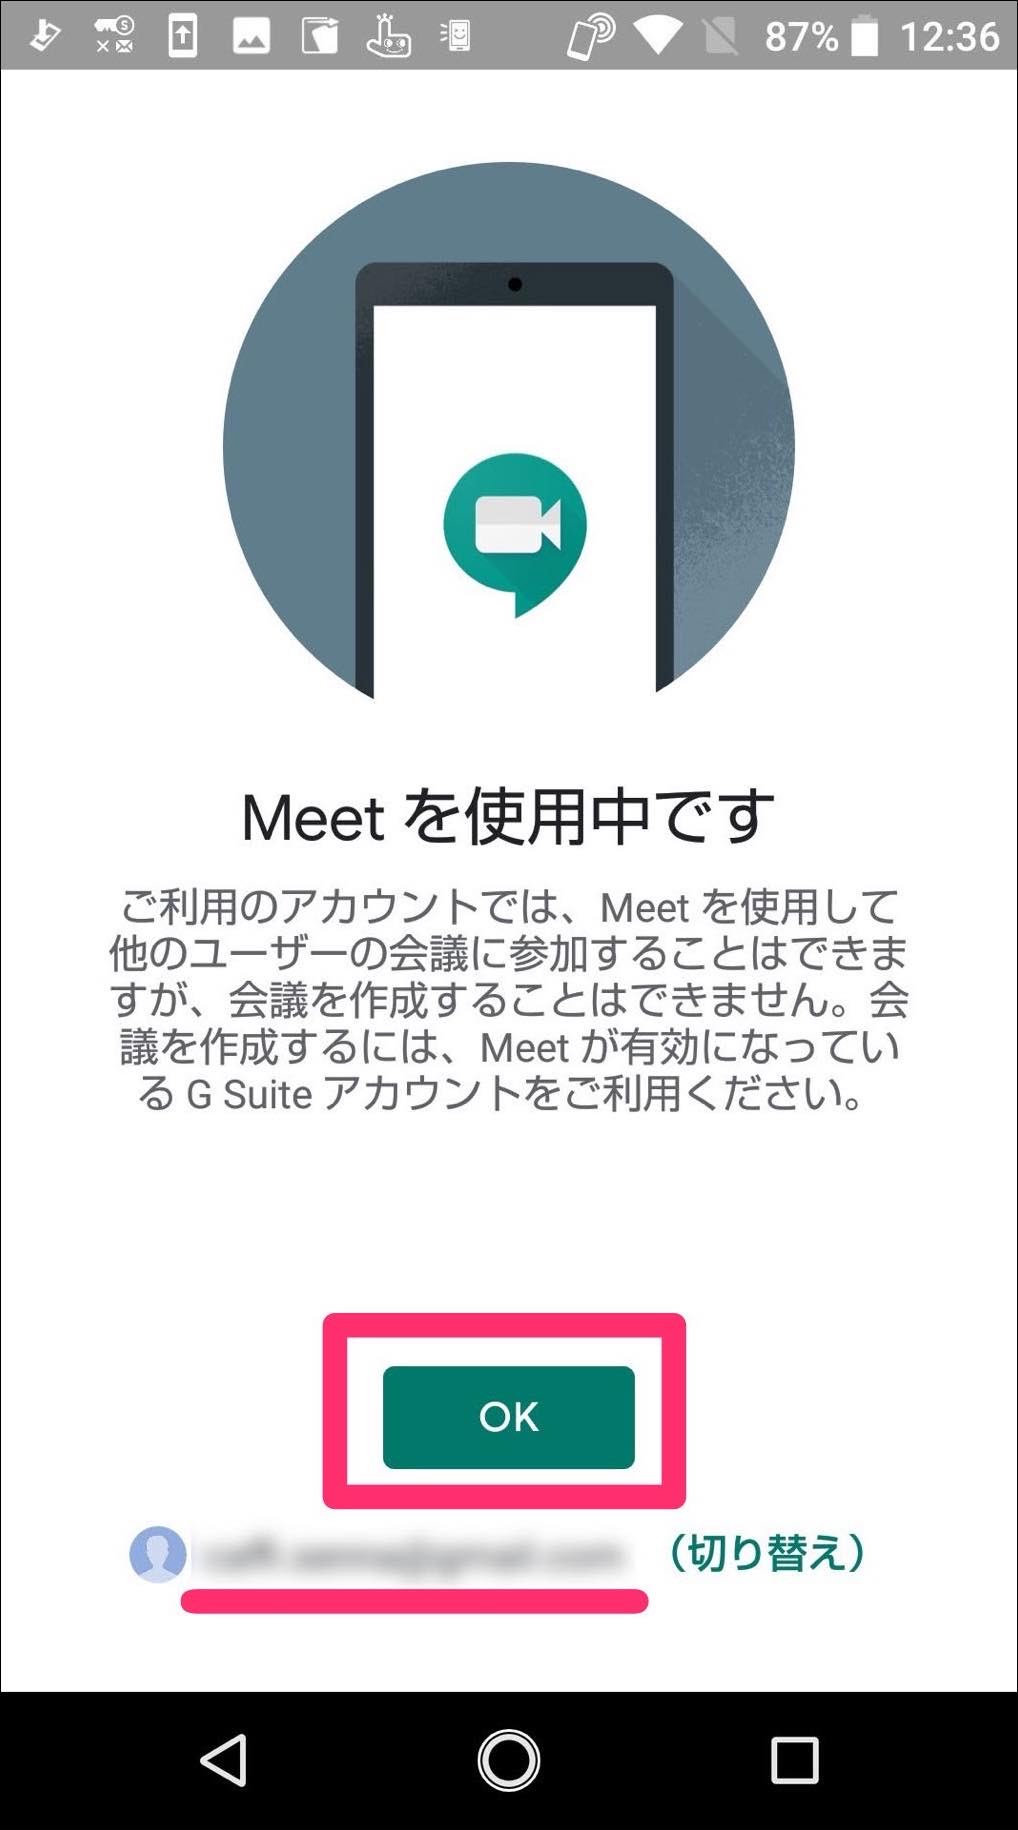 87% 12:36
Meet を使用中です
ご利用のアカウントでは、Meet を使用して
他のユーザーの会議に参加することはできま
すが、会議を作成することはできません。会
議を作成するには、Meet が有効になってい
る G Suite アカウントをご利用ください。
OK
（切り替え）